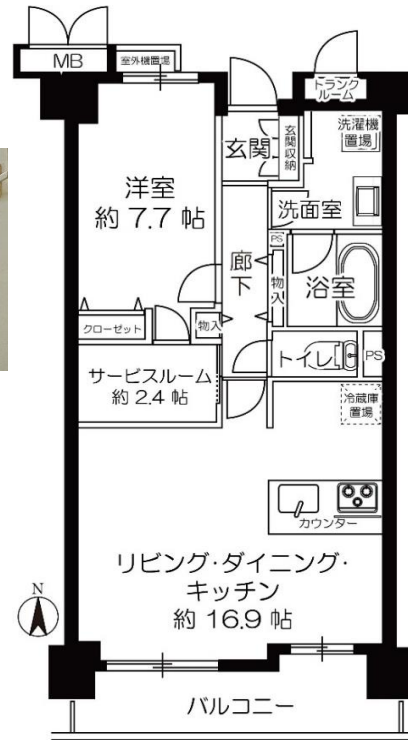 MB
室外機置場
トランク
ルーム
玄関
玄関収納
洗濯機
置場
洋室
約 7.7 帖
洗面室
PS
廊下
物入
浴室
クローゼット
物入
トイレ
PS
サービスルーム
約 2.4 帖
冷蔵庫
置場
カウンター
リビング・ダイニング・
キッチン
約 16.9 帖
N
バルコニー